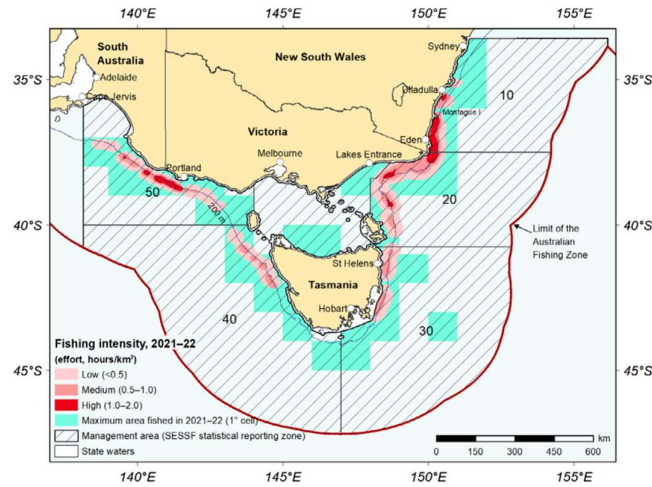 140°E 145°E 150°E 155°E
South
Australia
New South Wales
Sydney
35°S 35°S
Adelaide
Cape Jervis
Ulladulla
10
Montague I
Victoria
Eden
Melbourne
Lakes Entrance
Portland
50
20
200 m
40°S 40°S
Limit of the
Australian
Fishing Zone
St Helens
Tasmania
Hobart
40
30
Fishing intensity, 2021–22
(effort, hours/km²)
Low (<0.5)
Medium (0.5–1.0)
High (1.0–2.0)
Maximum area fished in 2021–22 (1° cell)
Management area (SESSF statistical reporting zone)
State waters
45°S 45°S
km
0 150 300 450 600
140°E 145°E 150°E 155°E